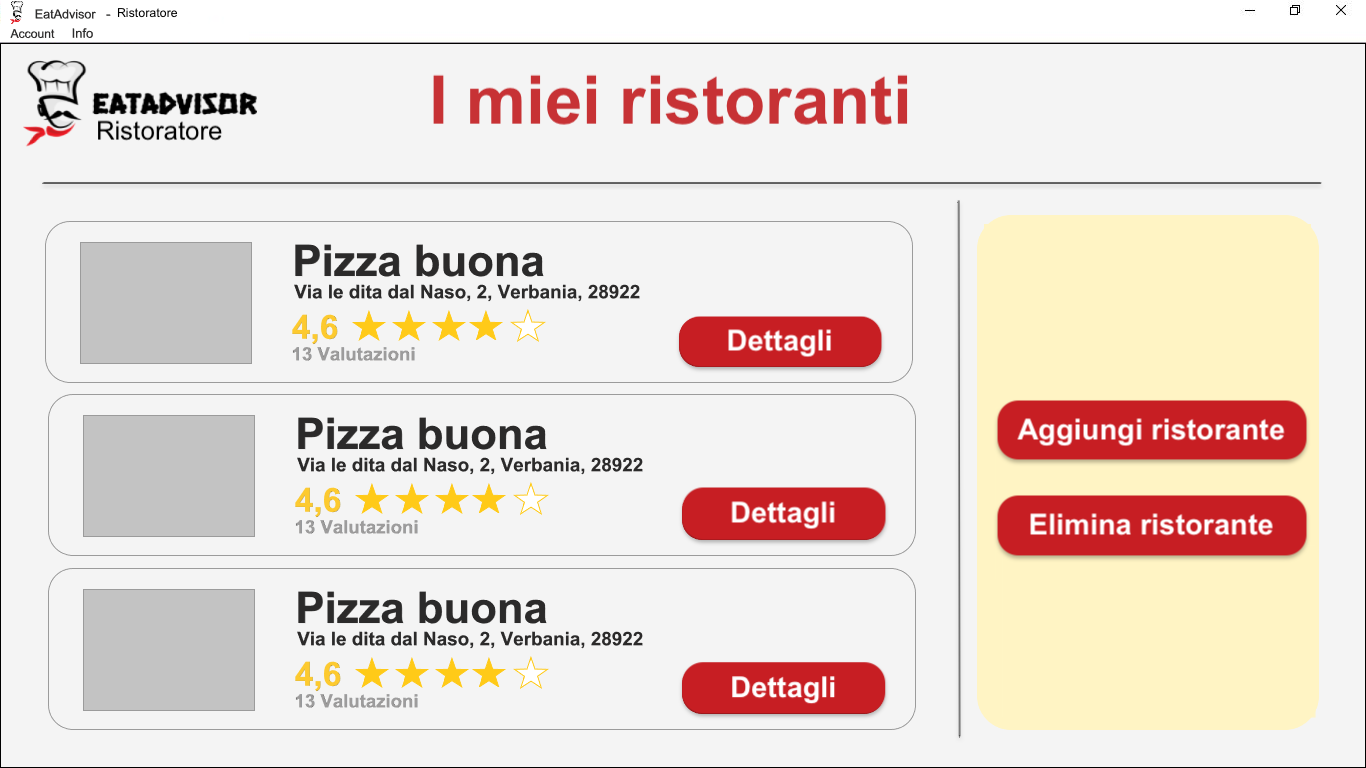 EatAdvisor - Ristoratore
Account Info
EATADVISOR
Ristoratore
I miei ristoranti
Pizza buona
Via le dita dal Naso, 2, Verbania, 28922
4,6
13 Valutazioni
Dettagli
Pizza buona
Via le dita dal Naso, 2, Verbania, 28922
4,6
13 Valutazioni
Dettagli
Pizza buona
Via le dita dal Naso, 2, Verbania, 28922
4,6
13 Valutazioni
Dettagli
Aggiungi ristorante
Elimina ristorante